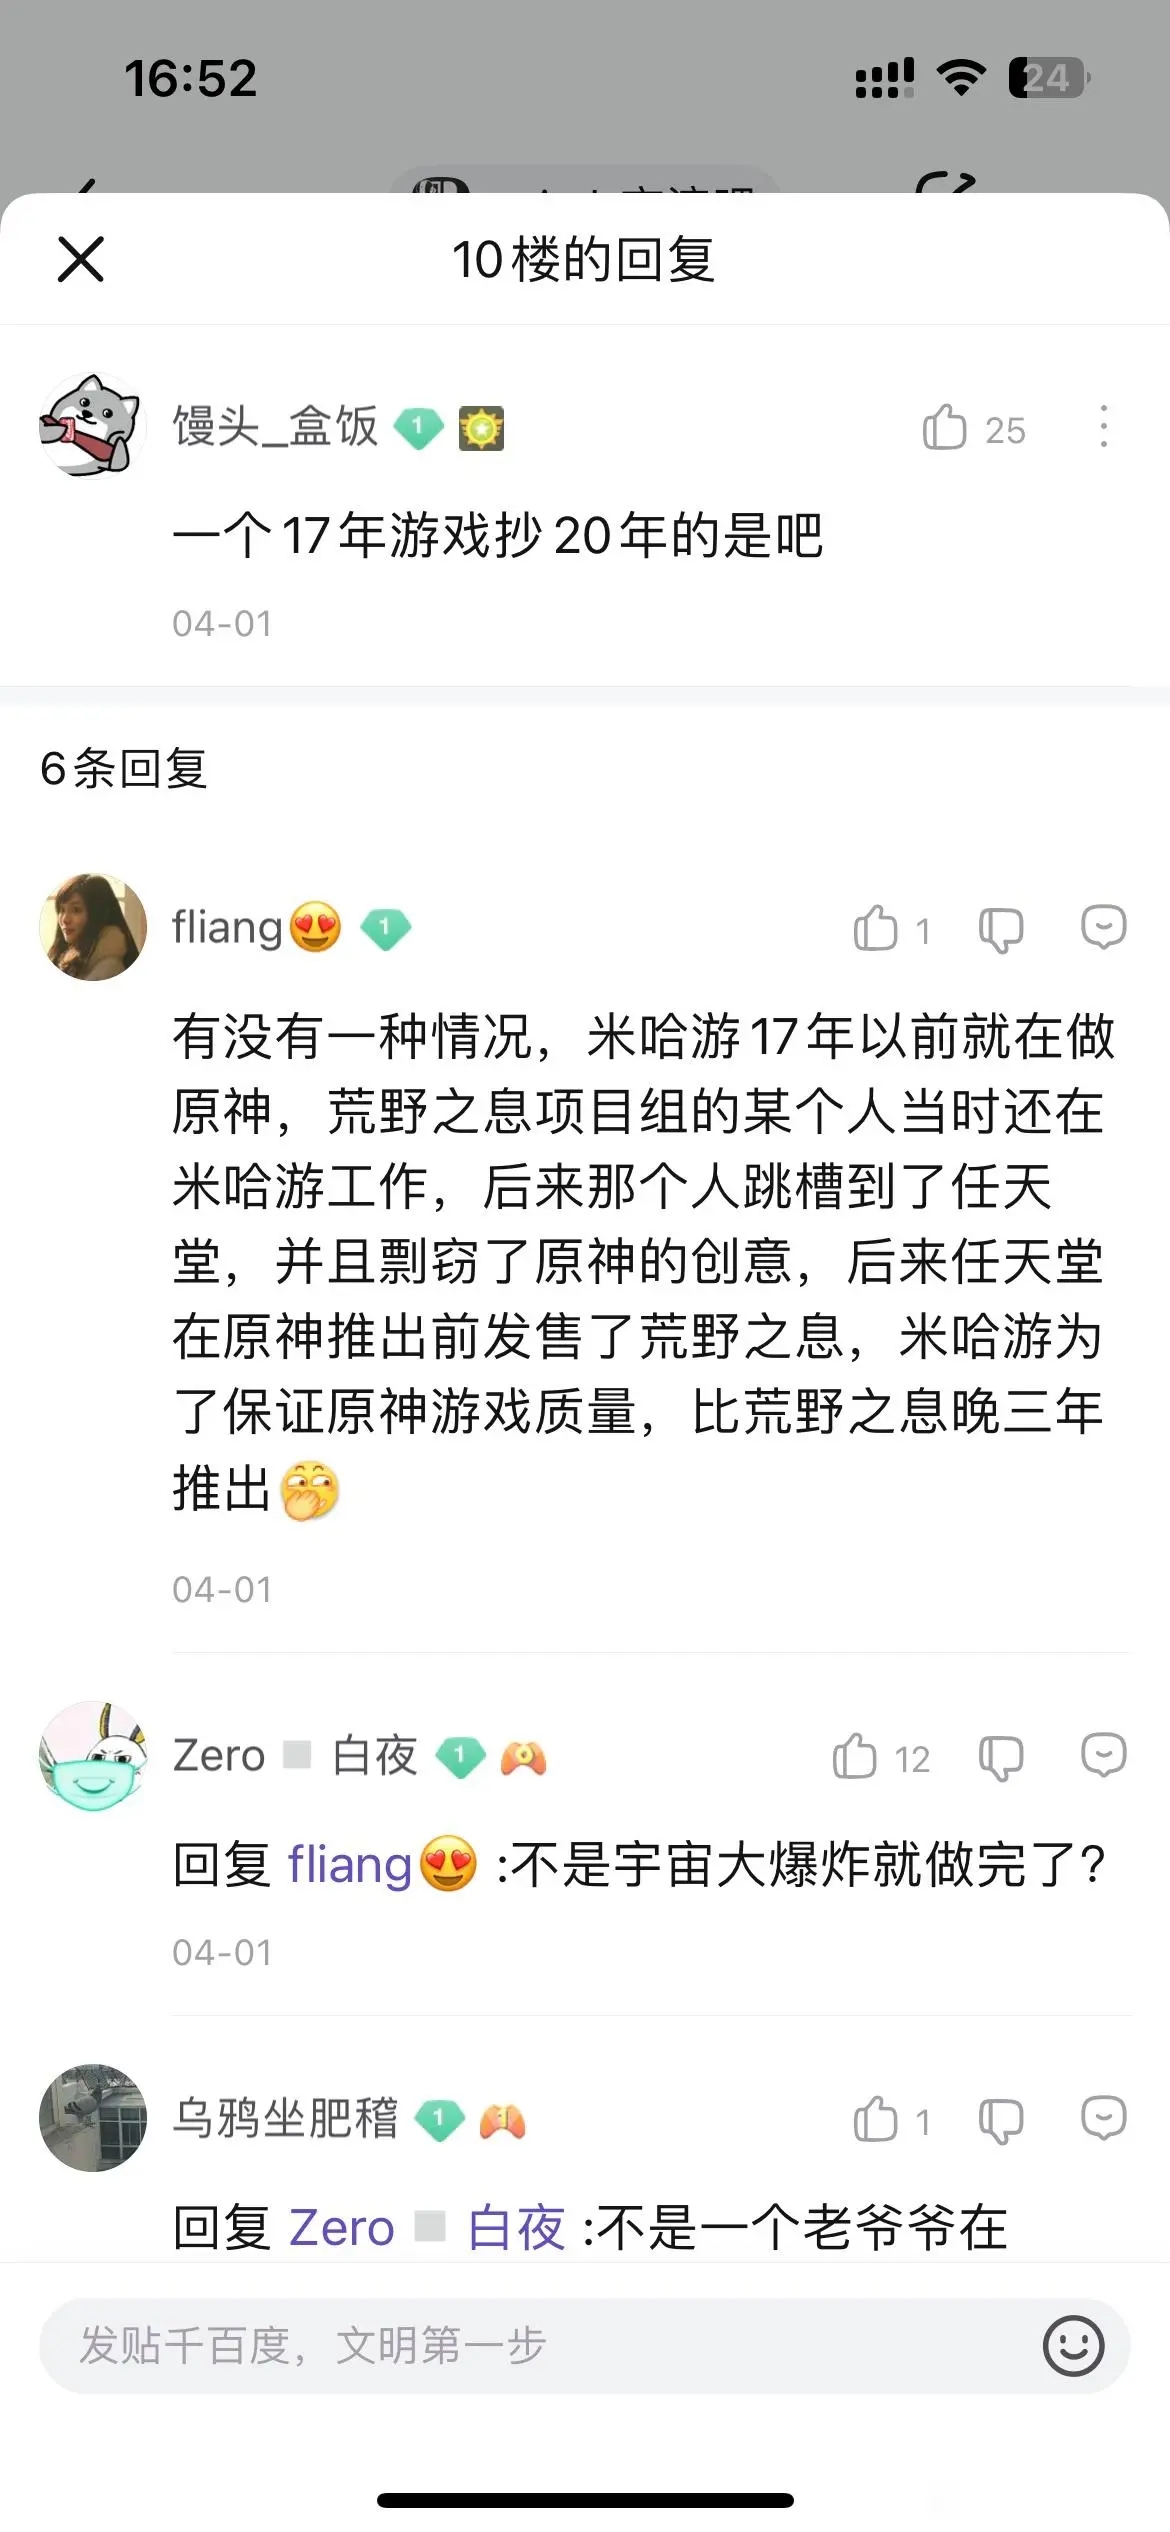 16:52
24
10楼的回复
馒头_盒饭 1
25
一个17年游戏抄20年的是吧
04-01
6条回复
fliang😍 1
1
有没有一种情况，米哈游17年以前就在做
原神，荒野之息项目组的某个人当时还在
米哈游工作，后来那个人跳槽到了任天
堂，并且剽窃了原神的创意，后来任天堂
在原神推出前发售了荒野之息，米哈游为
了保证原神游戏质量，比荒野之息晚三年
推出
04-01
Zero 白夜 1
12
回复 fliang😍 :不是宇宙大爆炸就做完了?
04-01
乌鸦坐肥稽 1
1
回复 Zero 白夜 :不是一个老爷爷在
发贴千百度，文明第一步